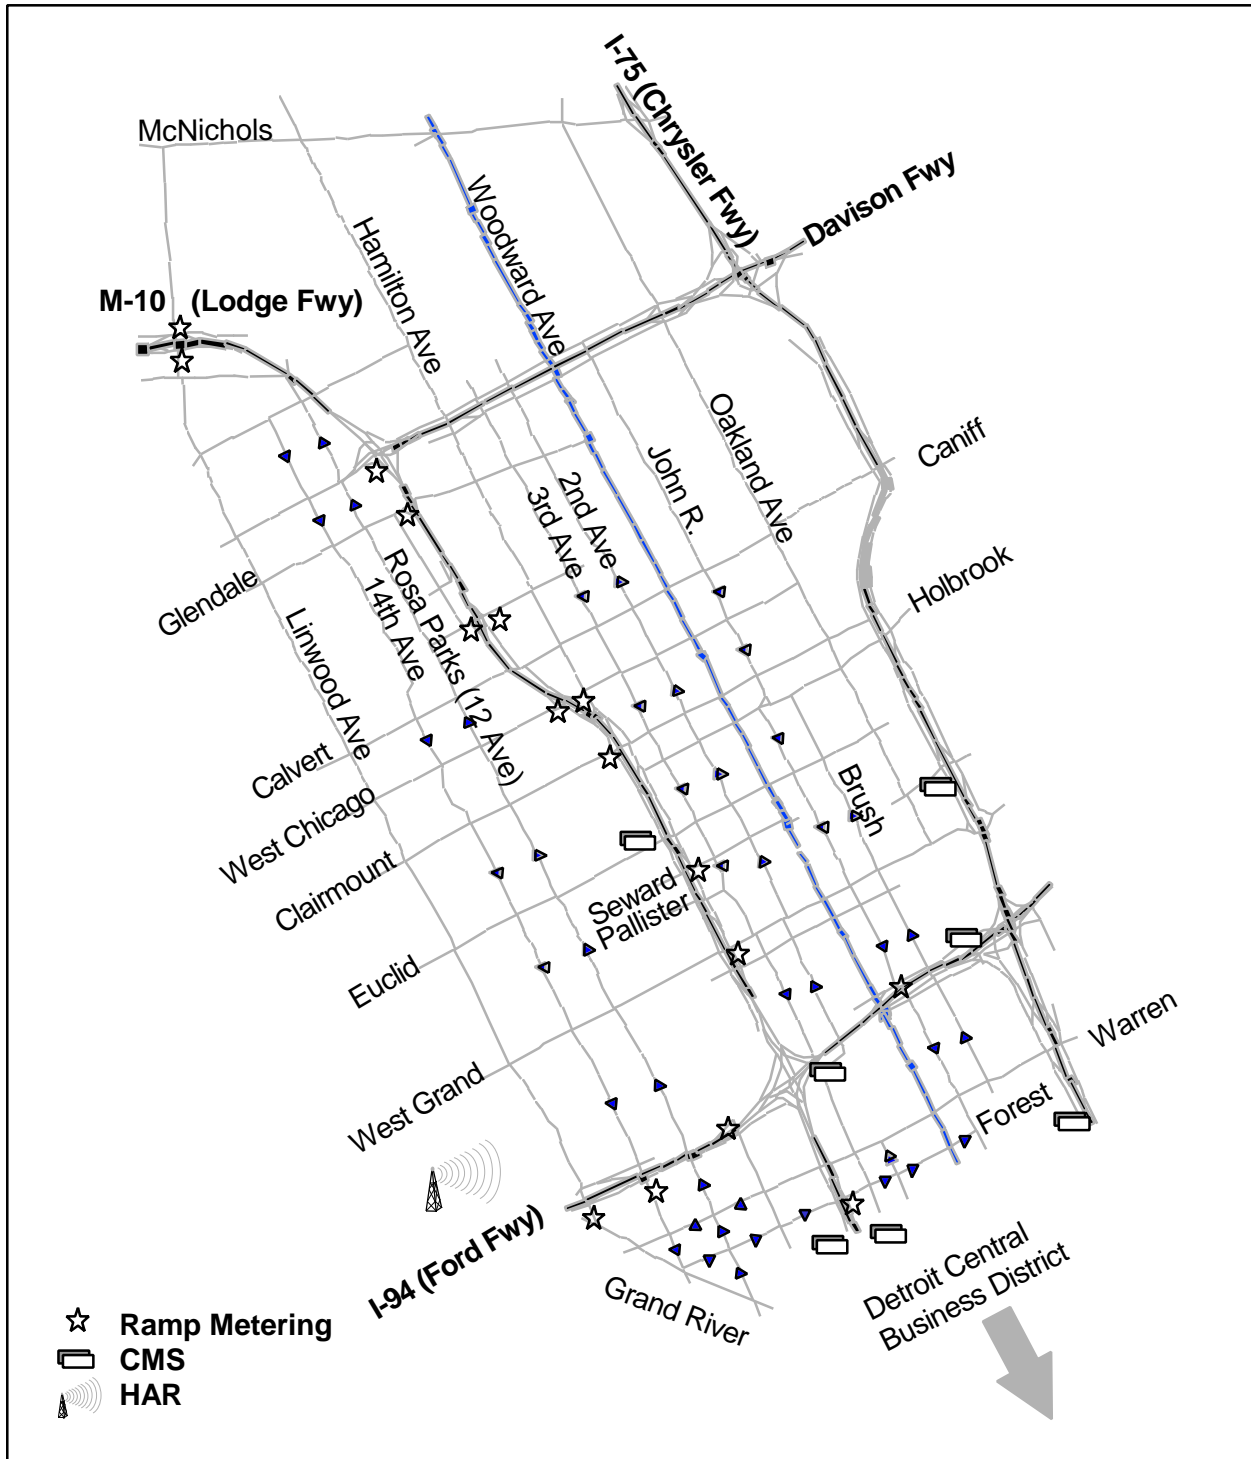 I-75 (Chrysler Fwy)
McNichols
Davison Fwy
Woodward Ave
Hamilton Ave
M-10 (Lodge Fwy)
Oakland Ave
Caniff
John R.
2nd Ave
3rd Ave
Holbrook
Glendale
Rosa Parks (12 Ave)
14th Ave
Linwood Ave
Calvert
West Chicago
Brush
Clairmount
Seward
Pallister
Euclid
Warren
West Grand
Forest
I-94 (Ford Fwy)
Grand River
Detroit Central
Business District
Ramp Metering
CMS
HAR